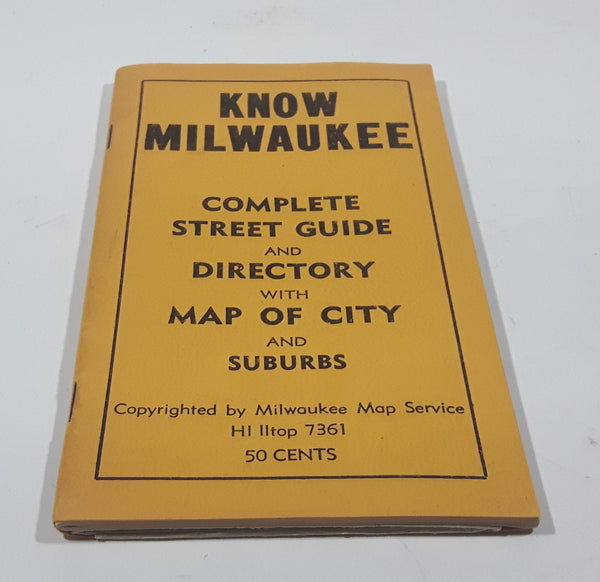 KNOW
MILWAUKEE
COMPLETE
STREET GUIDE
AND
DIRECTORY
WITH
MAP OF CITY
AND
SUBURBS
Copyrighted by Milwaukee Map Service
HI lltop 7361
50 CENTS